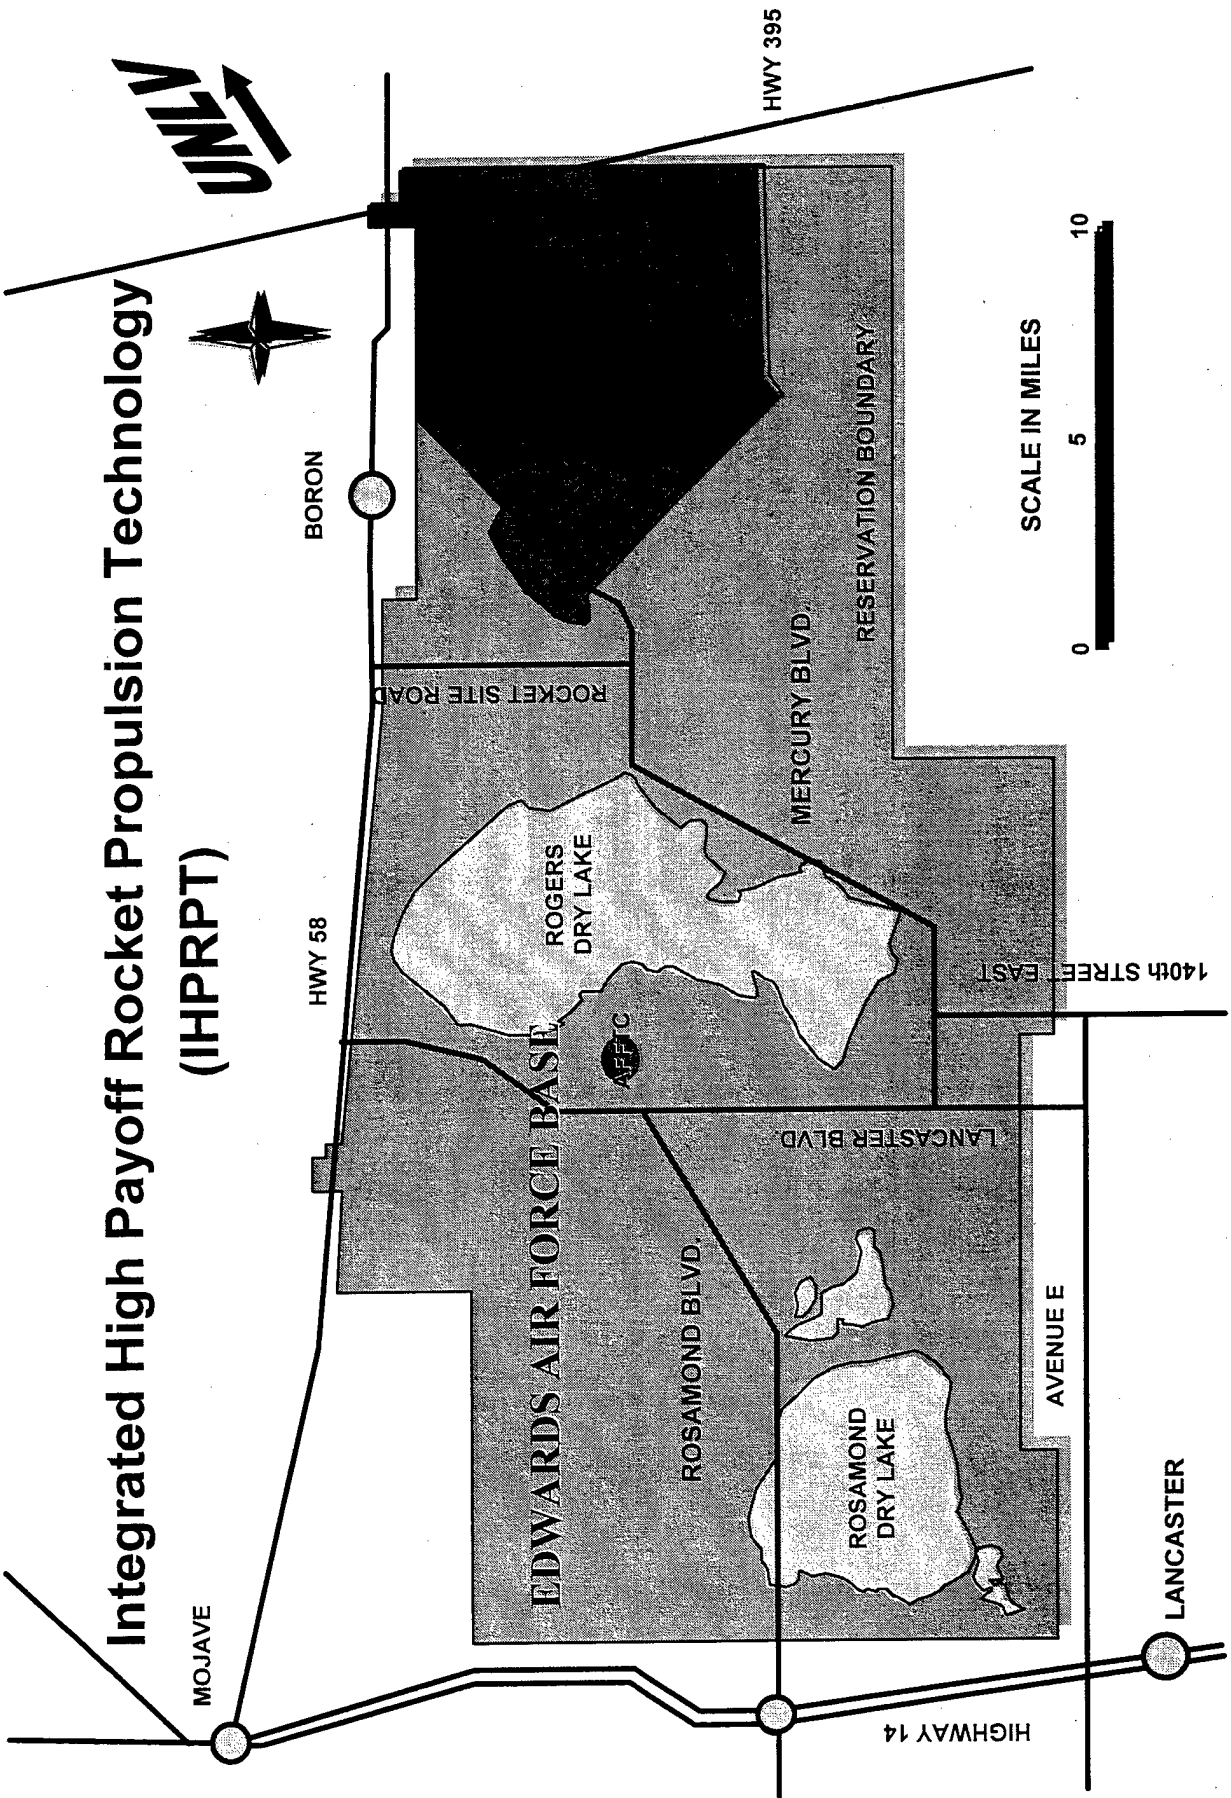 Integrated High Payoff Rocket Propulsion Technology
(IHPRPT)
UNLV
MOJAVE
HWY 58
BORON
HWY 395
ROCKET SITE ROAD
EDWARDS AIR FORCE BASE
AFFTC
ROGERS
DRY LAKE
ROSAMOND BLVD.
MERCURY BLVD.
LANCASTER BLVD
RESERVATION BOUNDARY
ROSAMOND
DRY LAKE
HIGHWAY 14
140th STREET EAST
AVENUE E
SCALE IN MILES
0
5
10
LANCASTER